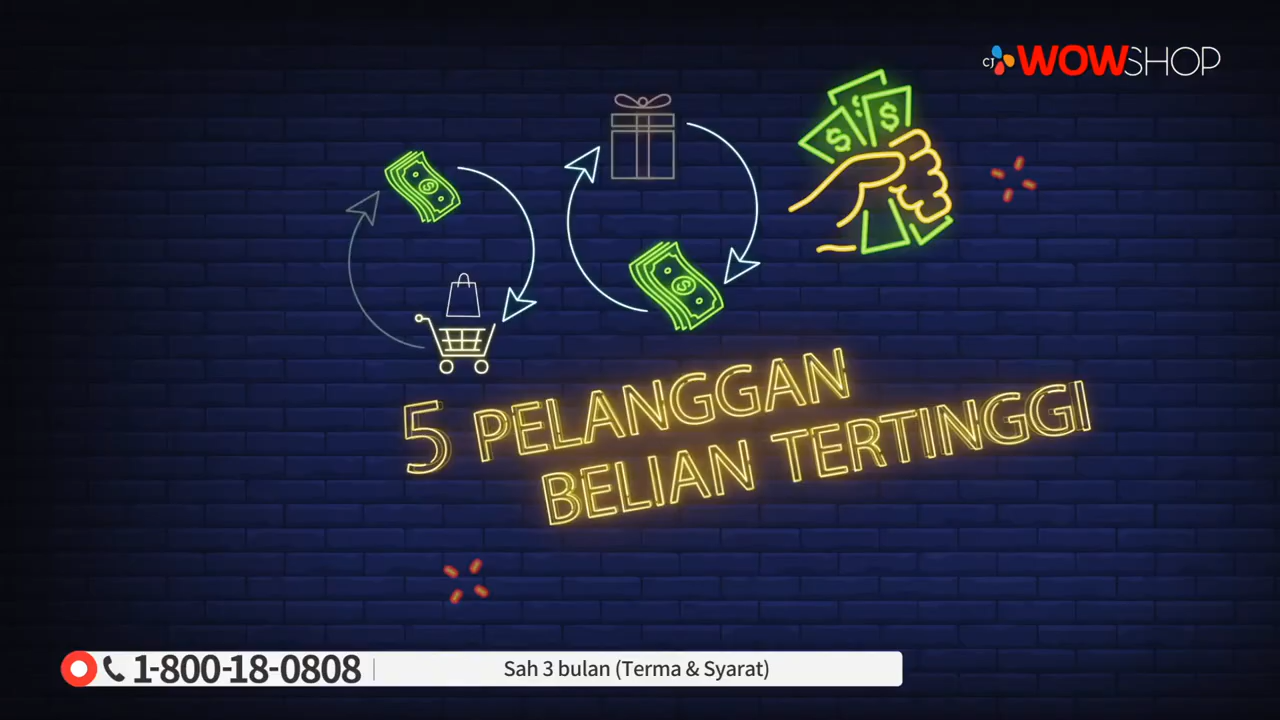 CJ WOWSHOP
5 PELANGGAN
BELIAN TERTINGGI
1-800-18-0808
Sah 3 bulan (Terma & Syarat)